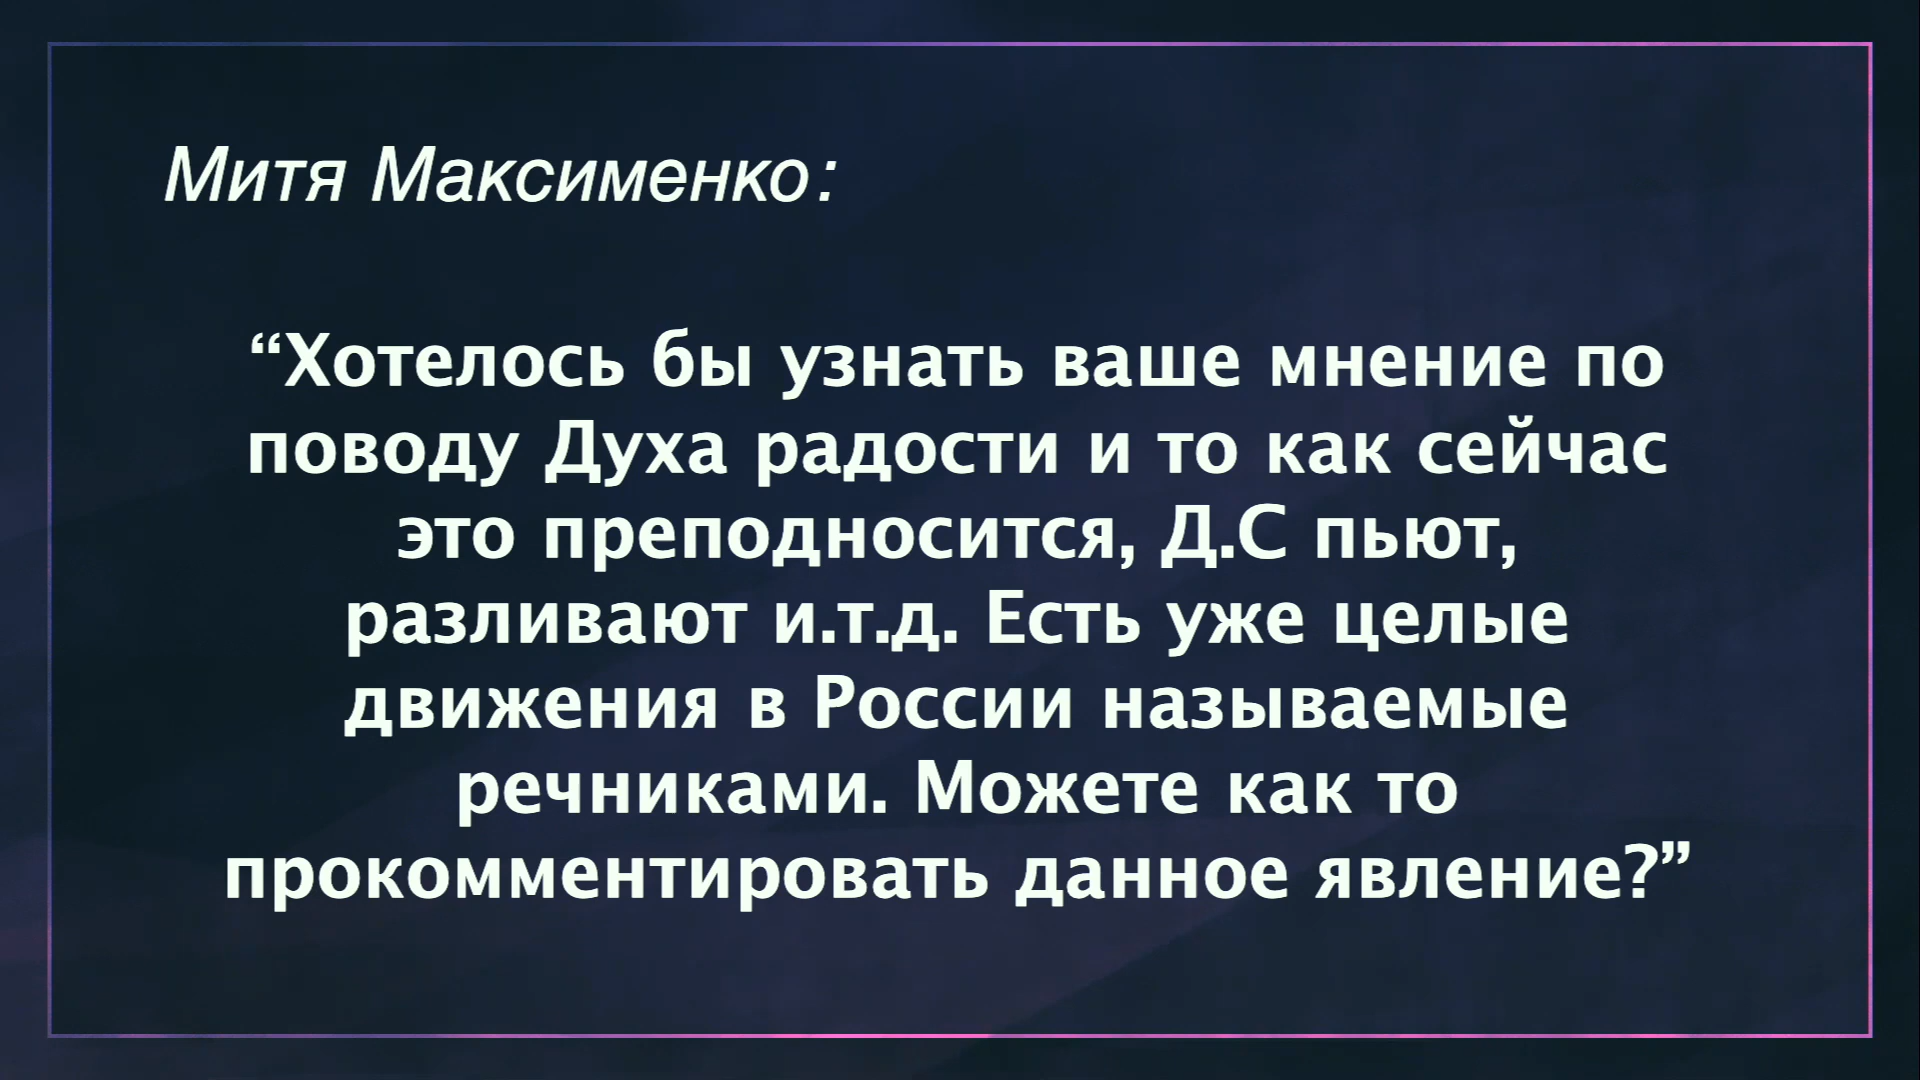 Митя Максименко:
“Хотелось бы узнать ваше мнение по
поводу Духа радости и то как сейчас
это преподносится, Д.С пьют,
разливают и.т.д. Есть уже целые
движения в России называемые
речниками. Можете как то
прокомментировать данное явление?”